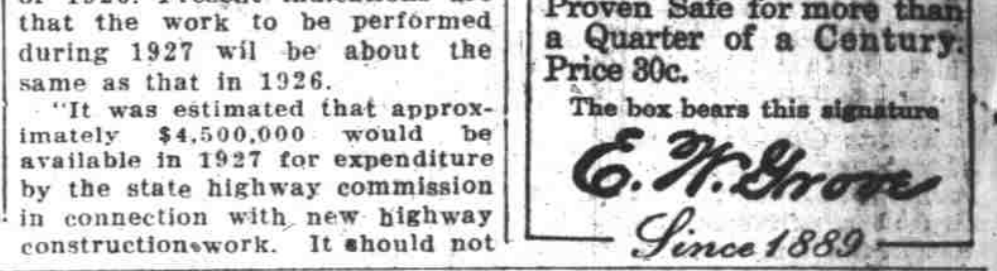 that the work to be performed
during 1927 wil be about the
same as that in 1926.
"It was estimated that approx-
imately $4,500,000 would be
available in 1927 for expenditure
by the state highway commission
in connection with new highway
construction work. It should not
Proven Safe for more than
a Quarter of a Century.
Price 30c.
The box bears this signature
E. W. Grove
Since 1889